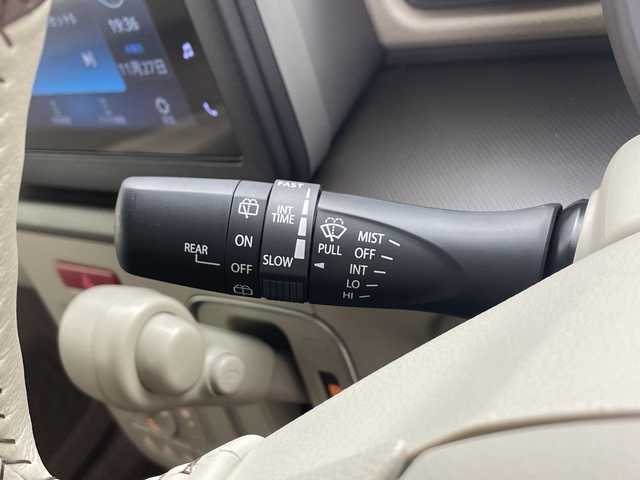 19:36
11月27日
FAST
INT
TIME
SLOW
REAR
ON
OFF
PULL
MIST
OFF
INT
LO
HI